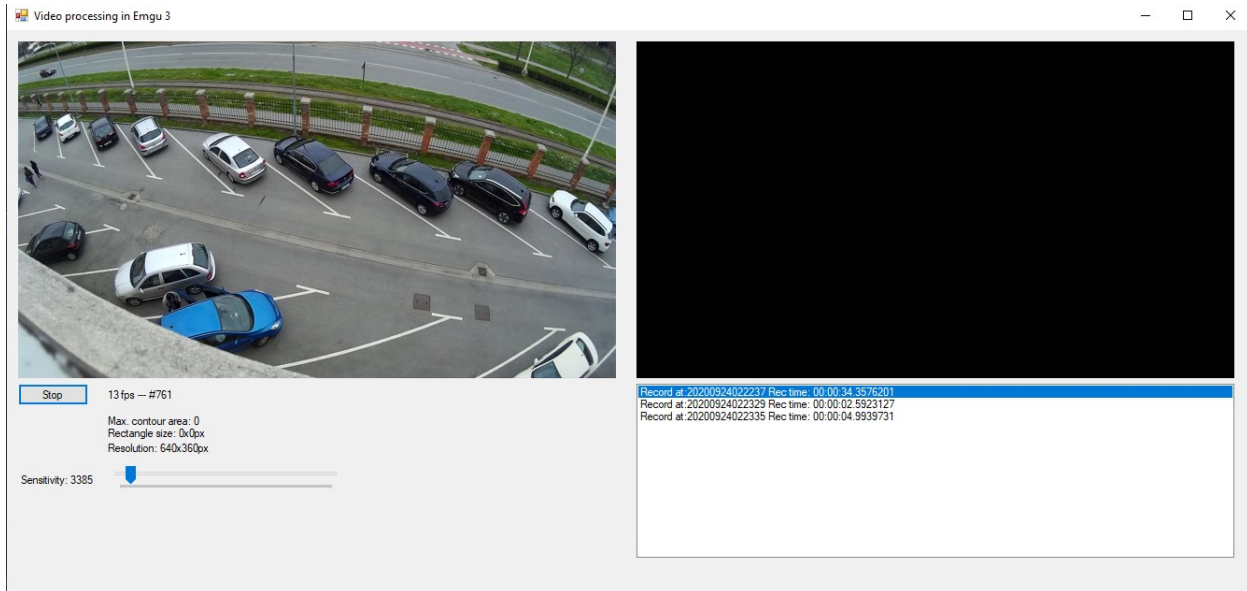 Video processing in Emgu 3
Stop
13 fps --- #761
Max. contour area: 0
Rectangle size: 0x0px
Resolution: 640x360px
Sensitivity: 3385
Record at:20200924022237 Rec time: 00:00:34.3576201
Record at:20200924022329 Rec time: 00:00:02.5923127
Record at:20200924022335 Rec time: 00:00:04.9939731